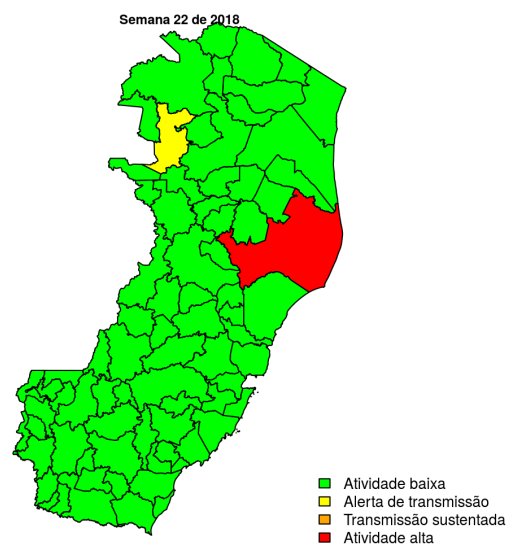 Semana 22 de 2018
Atividade baixa
Alerta de transmissão
Transmissão sustentada
Atividade alta